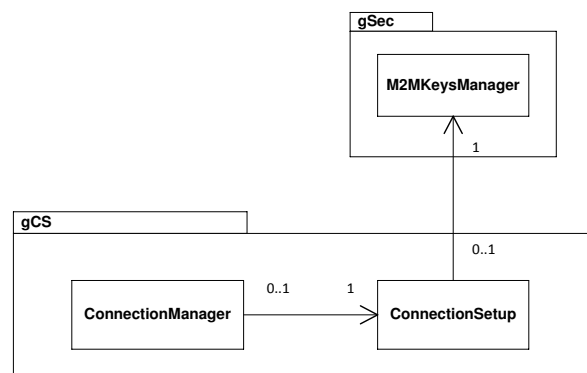 gSec
M2MKeysManager
1
gCS
0..1
0..1
1
ConnectionManager
ConnectionSetup